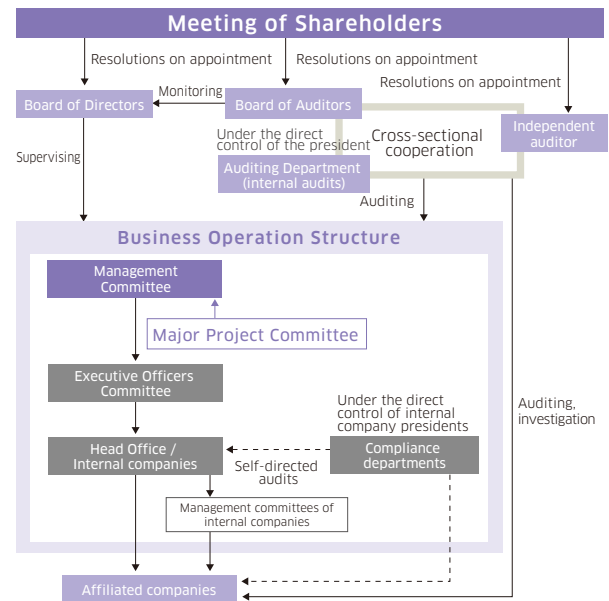 Meeting of Shareholders
Resolutions on appointment
Resolutions on appointment
Resolutions on appointment
Board of Directors
Monitoring
Board of Auditors
Independent
auditor
Under the direct
control of the president
Cross-sectional
cooperation
Supervising
Auditing Department
(internal audits)
Auditing
Business Operation Structure
Management
Committee
Major Project Committee
Executive Officers
Committee
Under the direct
control of internal
company presidents
Auditing,
investigation
Head Office /
Internal companies
Compliance
departments
Self-directed
audits
Management committees of
internal companies
Affiliated companies